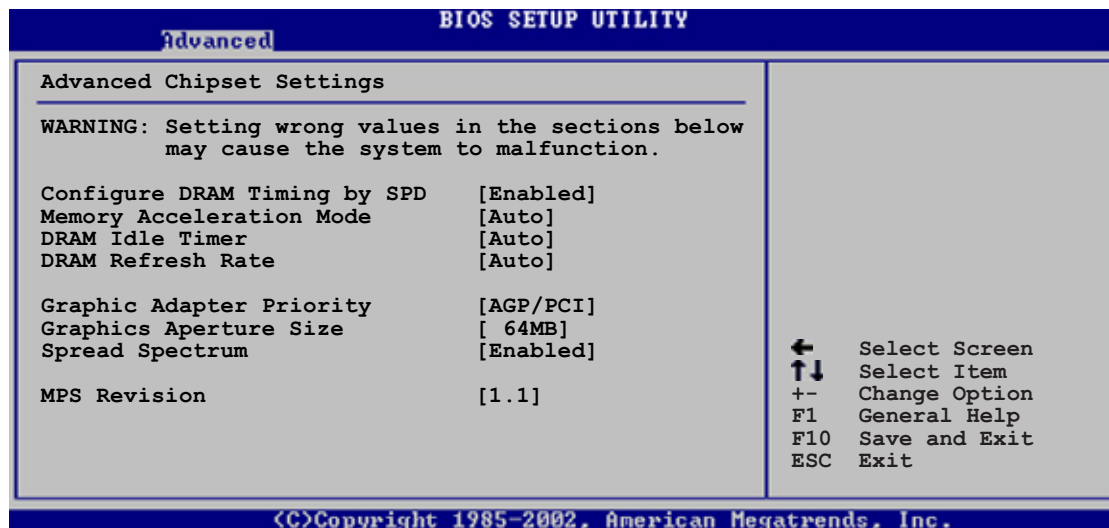 BIOS SETUP UTILITY
Advanced
Advanced Chipset Settings
WARNING: Setting wrong values in the sections below
may cause the system to malfunction.
Configure DRAM Timing by SPD [Enabled]
Memory Acceleration Mode [Auto]
DRAM Idle Timer [Auto]
DRAM Refresh Rate [Auto]
Graphic Adapter Priority [AGP/PCI]
Graphics Aperture Size [ 64MB]
Spread Spectrum [Enabled]
MPS Revision [1.1]
← Select Screen
↑↓ Select Item
+- Change Option
F1 General Help
F10 Save and Exit
ESC Exit
(C)Copyright 1985-2002, American Megatrends, Inc.